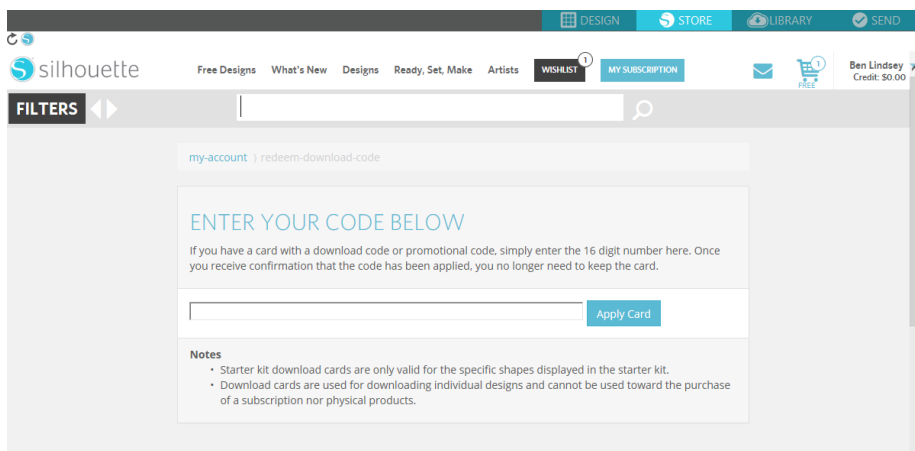 DESIGN STORE LIBRARY SEND
silhouette Free Designs What's New Designs Ready, Set, Make Artists WISHLIST 1 MY SUBSCRIPTION 1 FREE Ben Lindsey
Credit: $0.00
FILTERS
my-account ) redeem-download-code
ENTER YOUR CODE BELOW
If you have a card with a download code or promotional code, simply enter the 16 digit number here. Once
you receive confirmation that the code has been applied, you no longer need to keep the card.
Apply Card
Notes
• Starter kit download cards are only valid for the specific shapes displayed in the starter kit.
• Download cards are used for downloading individual designs and cannot be used toward the purchase
of a subscription nor physical products.